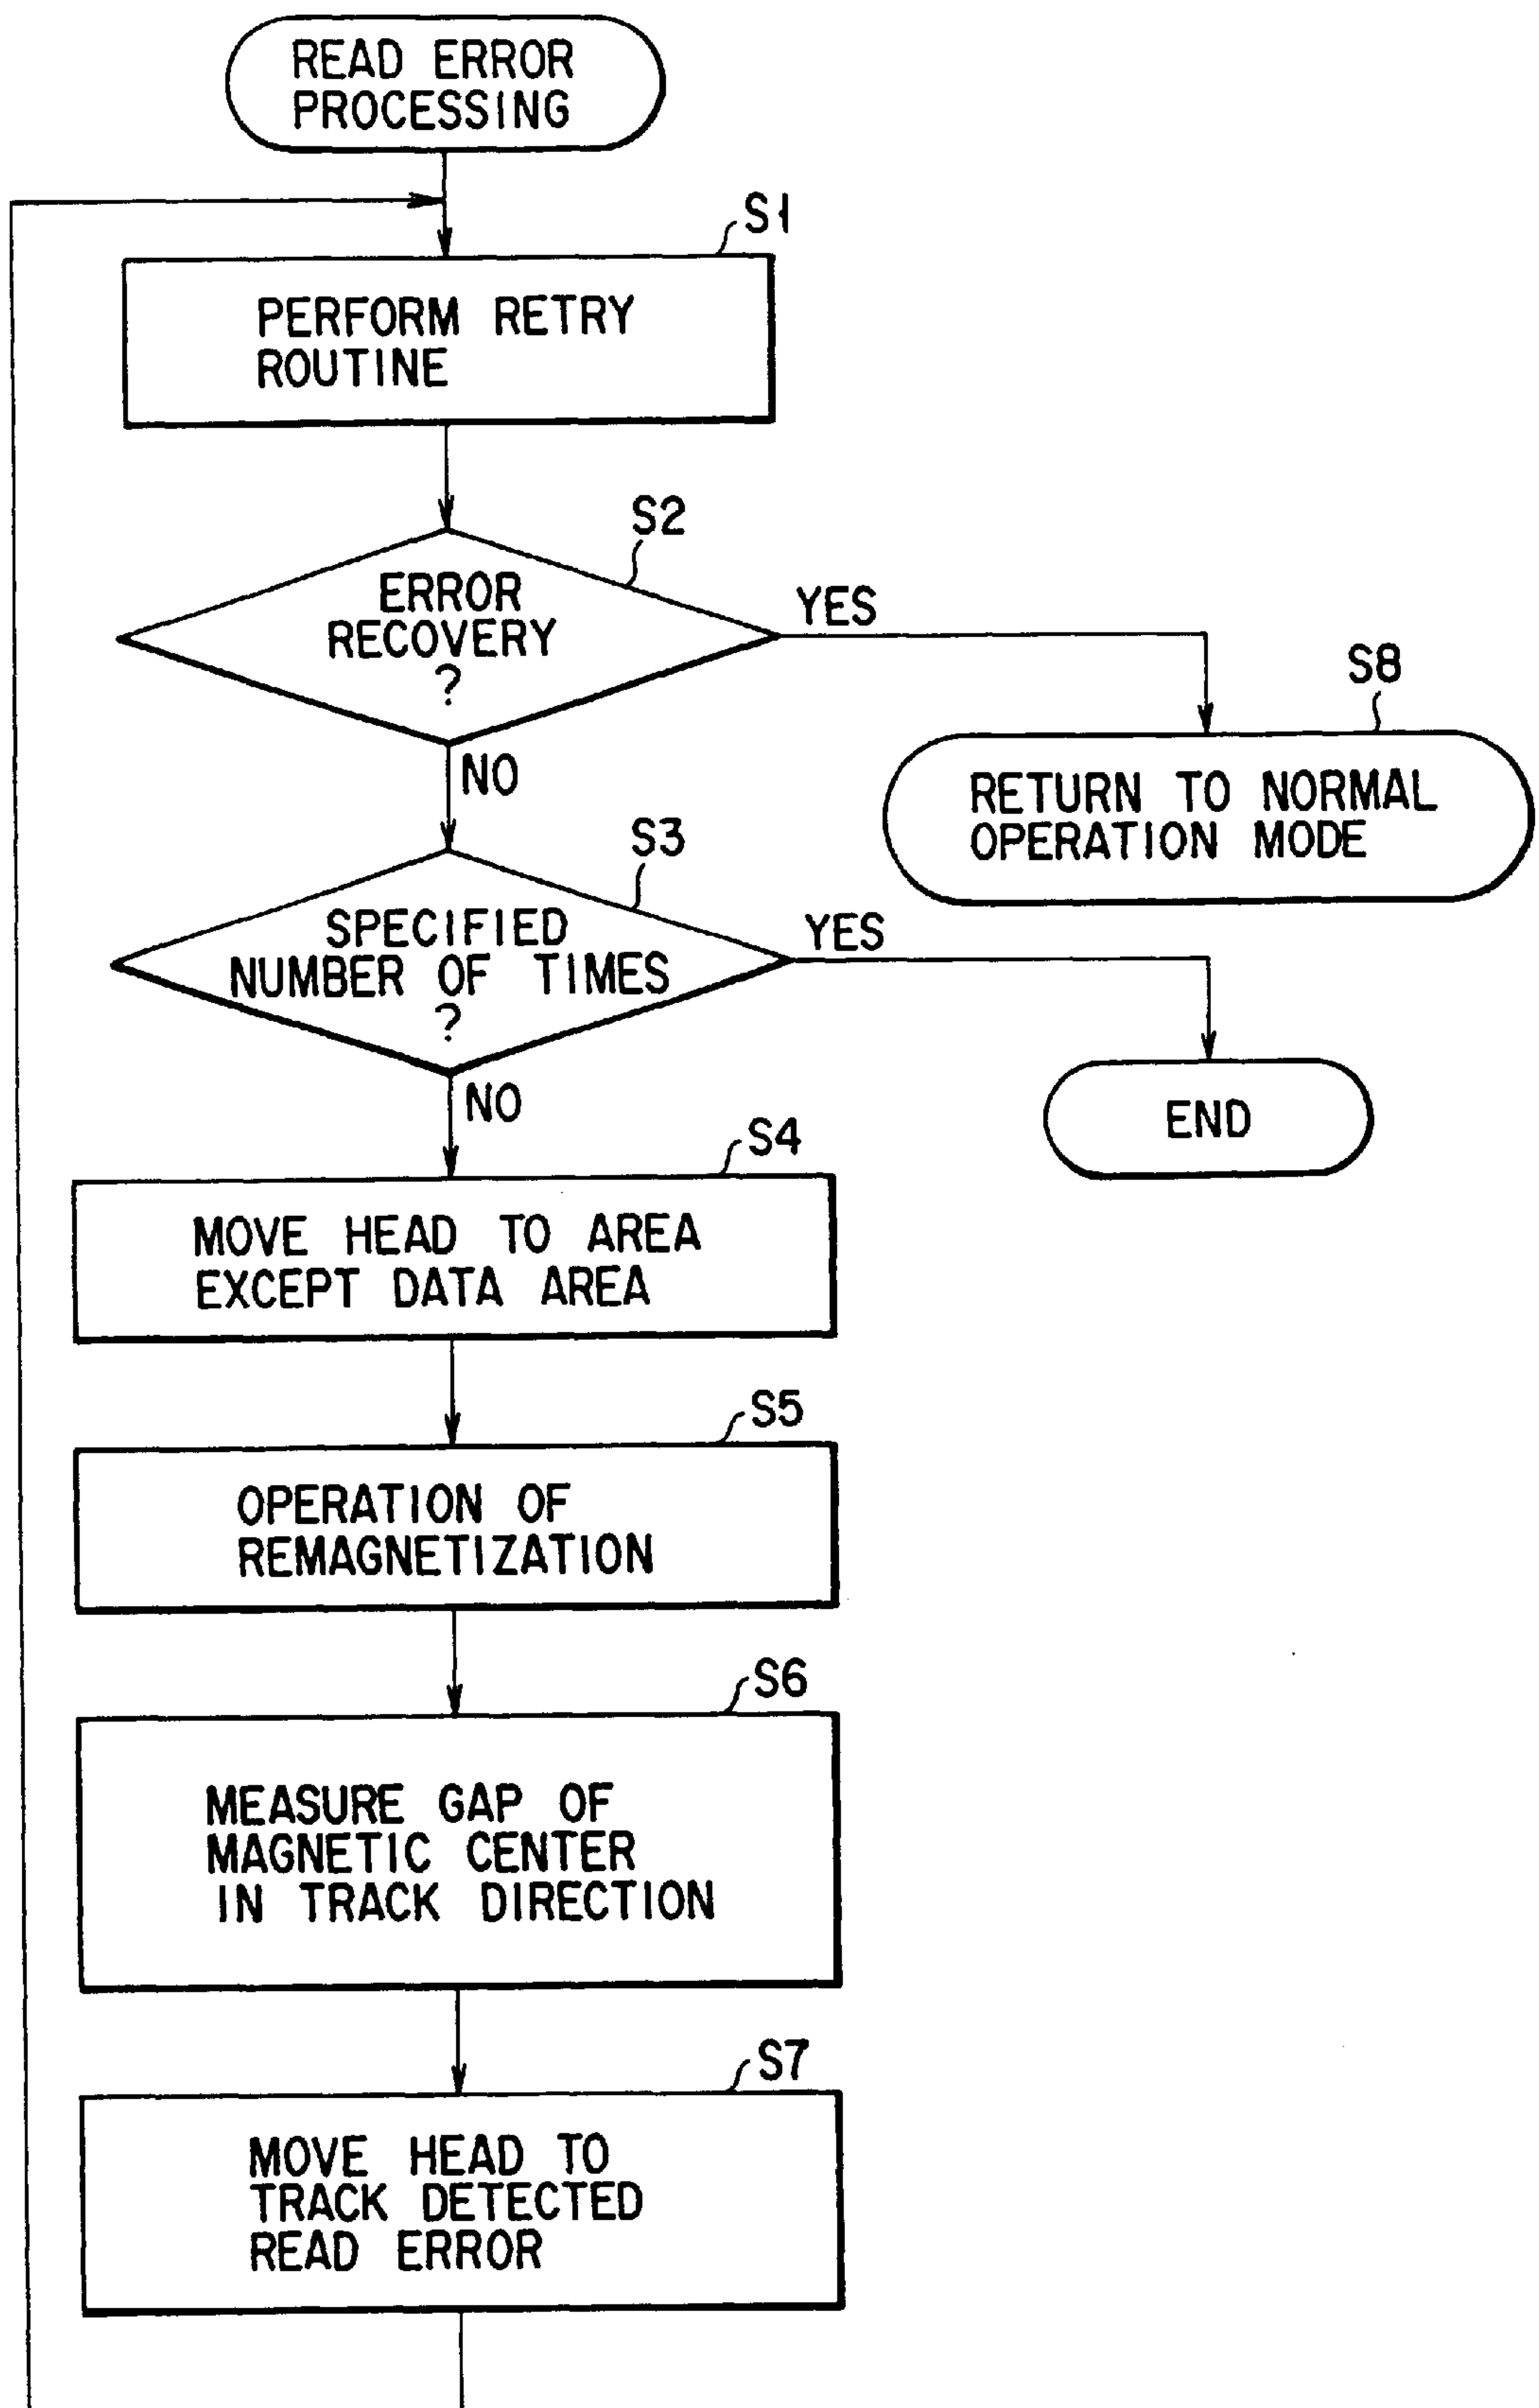 READ ERROR
PROCESSING
S1
PERFORM RETRY
ROUTINE
S2
ERROR
RECOVERY
?
YES
NO
S8
RETURN TO NORMAL
OPERATION MODE
S3
SPECIFIED
NUMBER OF TIMES
?
YES
NO
END
S4
MOVE HEAD TO AREA
EXCEPT DATA AREA
S5
OPERATION OF
REMAGNETIZATION
S6
MEASURE GAP OF
MAGNETIC CENTER
IN TRACK DIRECTION
S7
MOVE HEAD TO
TRACK DETECTED
READ ERROR